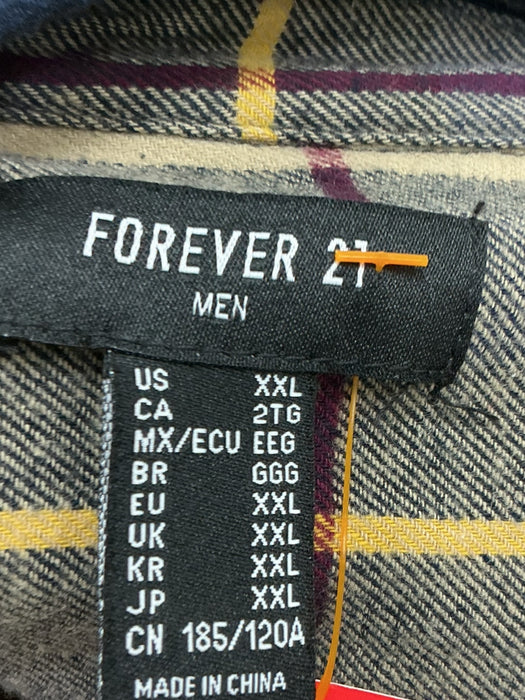 FOREVER 21
MEN
US XXL
CA 2TG
MX/ECU EEG
BR GGG
EU XXL
UK XXL
KR XXL
JP XXL
CN 185/120A
MADE IN CHINA